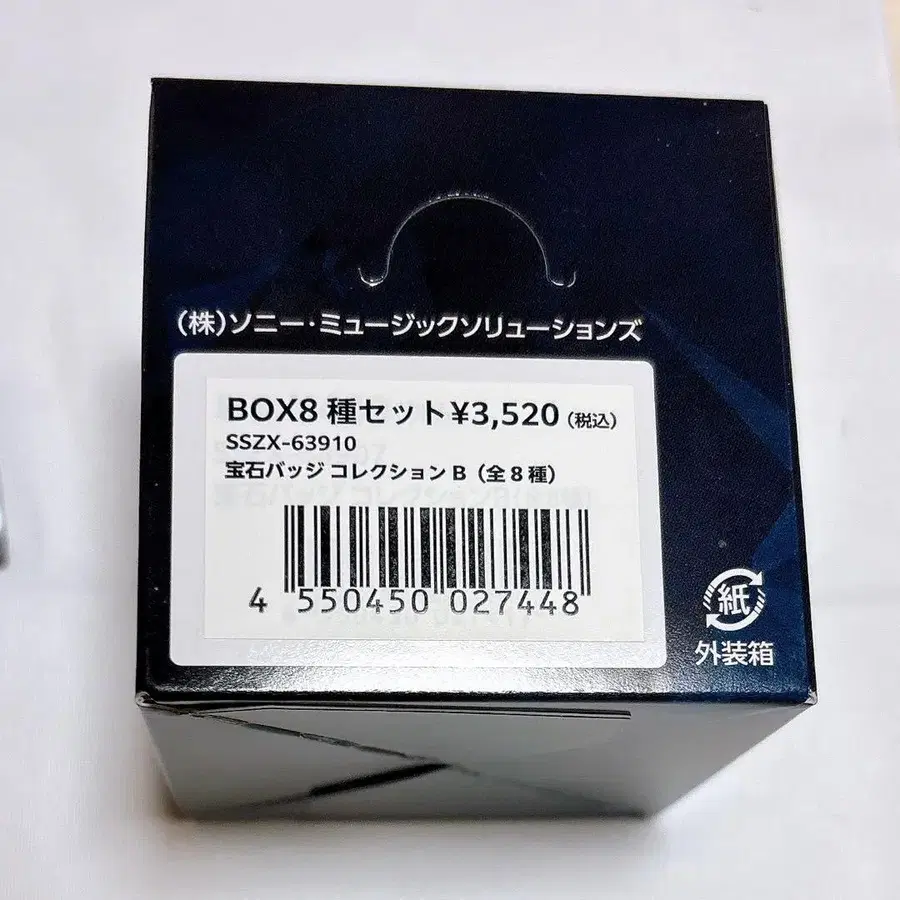 (株)ソニー・ミュージックソリューションズ
BOX8 種セット¥3,520(税込)
SSZX-63910
宝石バッジ コレクション B(全8種)
4 550450 027448
紙
外装箱